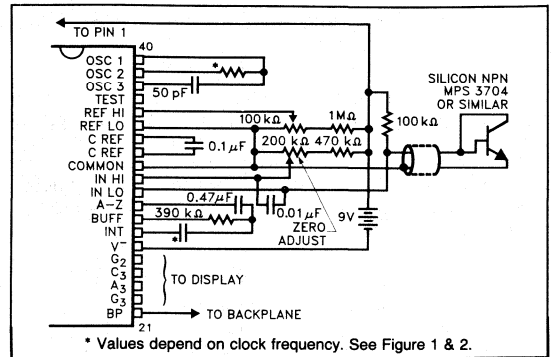 TO PIN 1
40
OSC 1
OSC 2
*
OSC 3
50 pF
TEST
REF HI
REF LO
100 kΩ
1MΩ
100 kΩ
C REF
0.1 µF
200 kΩ
470 kΩ
C REF
COMMON
IN HI
IN LO
0.47µF
0.01 µF
A-Z
ZERO
ADJUST
9V
BUFF
390 kΩ
INT
*
V⁻
G₂
C₃
TO DISPLAY
A₃
G₃
BP
TO BACKPLANE
21
SILICON NPN
MPS 3704
OR SIMILAR
* Values depend on clock frequency. See Figure 1 & 2.